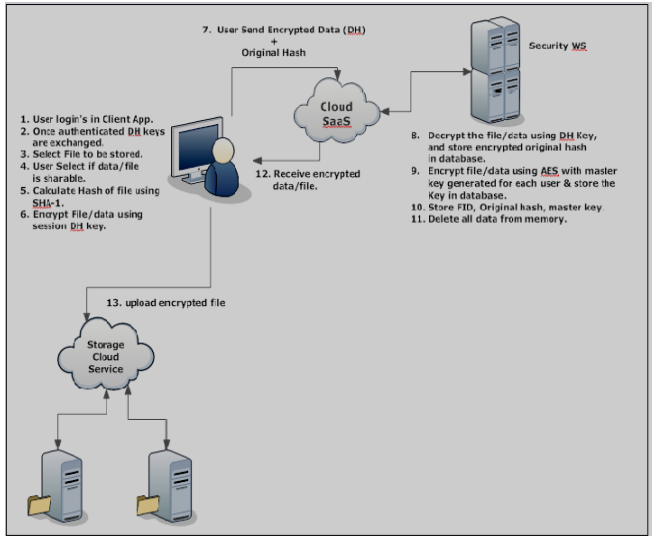 7. User Send Encrypted Data (DH)
+
Original Hash
Security WS
Cloud
SaaS
1. User login's in Client App.
2. Once authenticated DH keys
are exchanged.
3. Select File to be stored.
4. User Select if data/file
is sharable.
5. Calculate Hash of file using
SHA-1.
6. Encrypt File/data using
session DH key.
12. Receive encrypted
data/file.
8. Decrypt the file/data using DH Key,
and store encrypted original hash
in database.
9. Encrypt file/data using AES with master
key generated for each user & store the
Key in database.
10. Store FID, Original hash, master key.
11. Delete all data from memory.
13. upload encrypted file
Storage
Cloud
Service